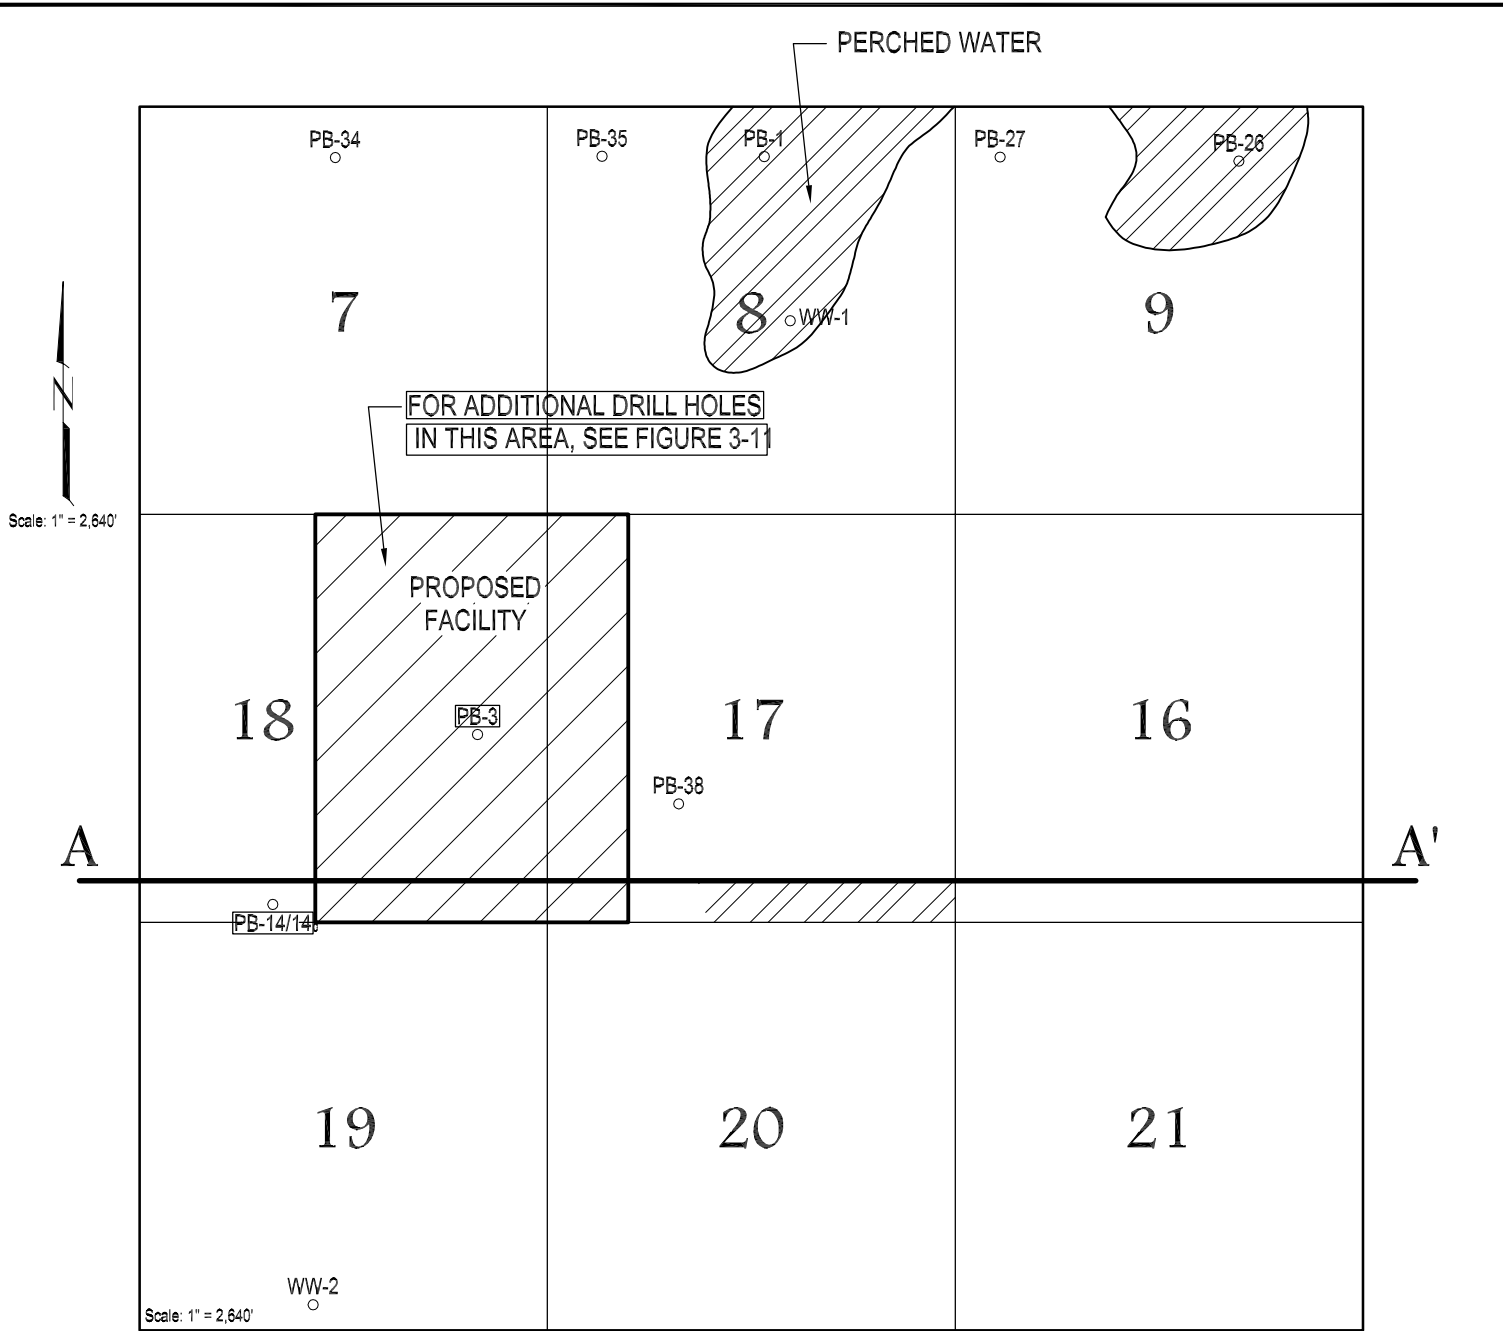 PERCHED WATER
PB-34
PB-35
PB-1
PB-27
PB-26
7
8
WW-1
9
N
FOR ADDITIONAL DRILL HOLES
IN THIS AREA, SEE FIGURE 3-11
Scale: 1" = 2,640'
PROPOSED
FACILITY
18
PB-3
17
16
PB-38
A
A'
PB-14/14
19
20
21
WW-2
Scale: 1" = 2,640'